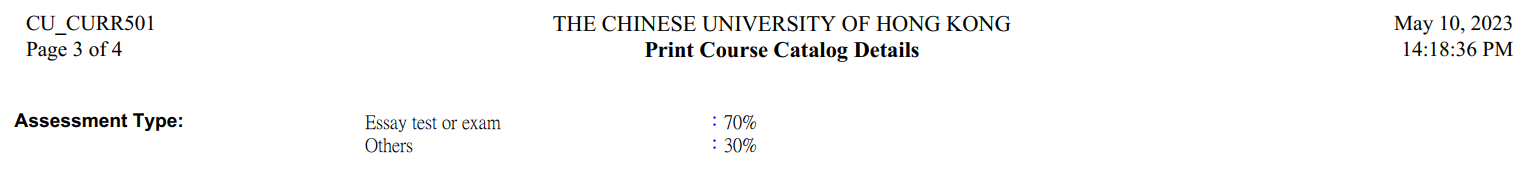 CU_CURR501 THE CHINESE UNIVERSITY OF HONG KONG May 10, 2023
Page 3 of 4 Print Course Catalog Details 14:18:36 PM
Assessment Type: Essay test or exam : 70%
Others : 30%